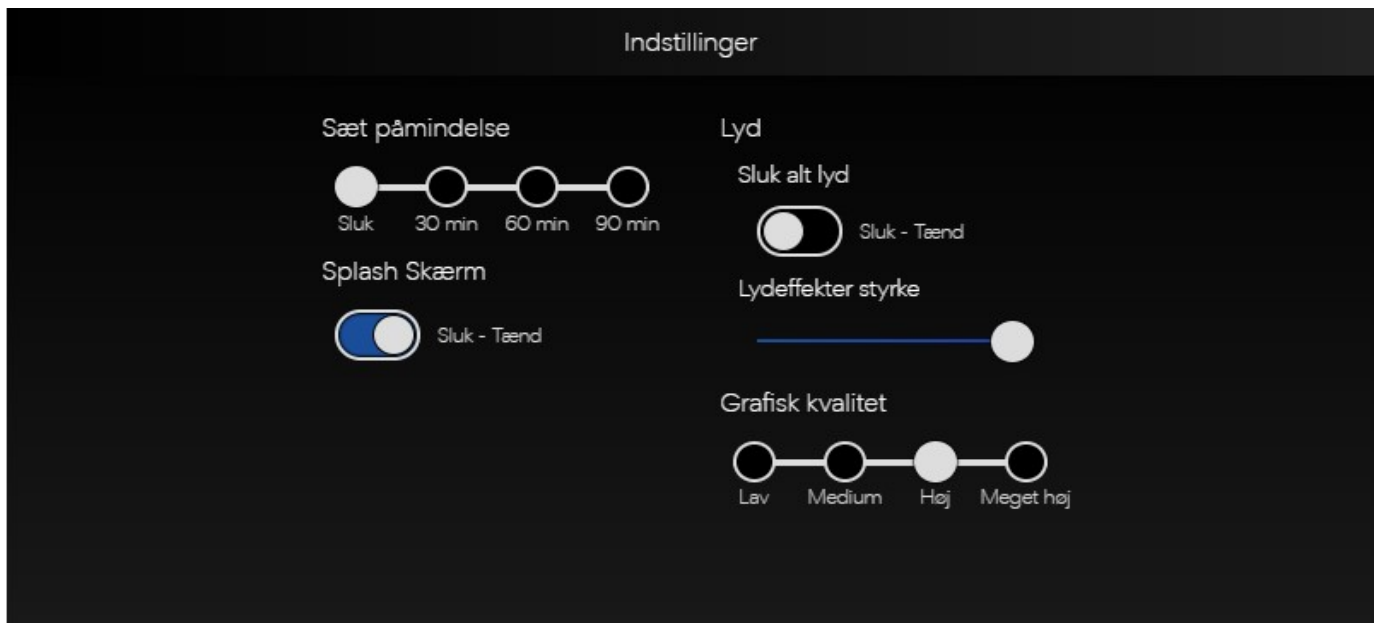 Indstillinger
Sæt påmindelse
Sluk 30 min 60 min 90 min
Splash Skærm
Sluk - Tænd
Lyd
Sluk alt lyd
Sluk - Tænd
Lydeffekter styrke
Grafisk kvalitet
Lav Medium Høj Meget høj